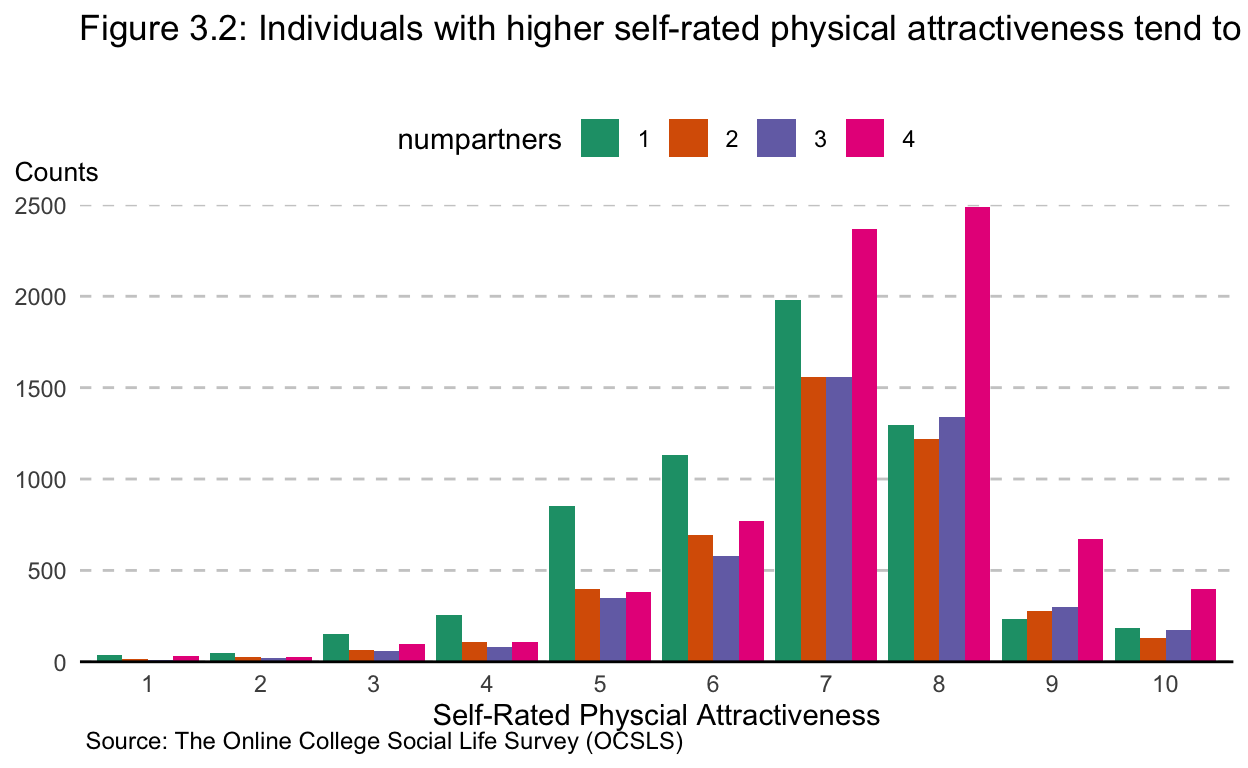 Figure 3.2: Individuals with higher self-rated physical attractiveness tend to
numpartners 1 2 3 4
Counts
2500
2000
1500
1000
500
0
1 2 3 4 5 6 7 8 9 10
Self-Rated Physcial Attractiveness
Source: The Online College Social Life Survey (OCSLS)